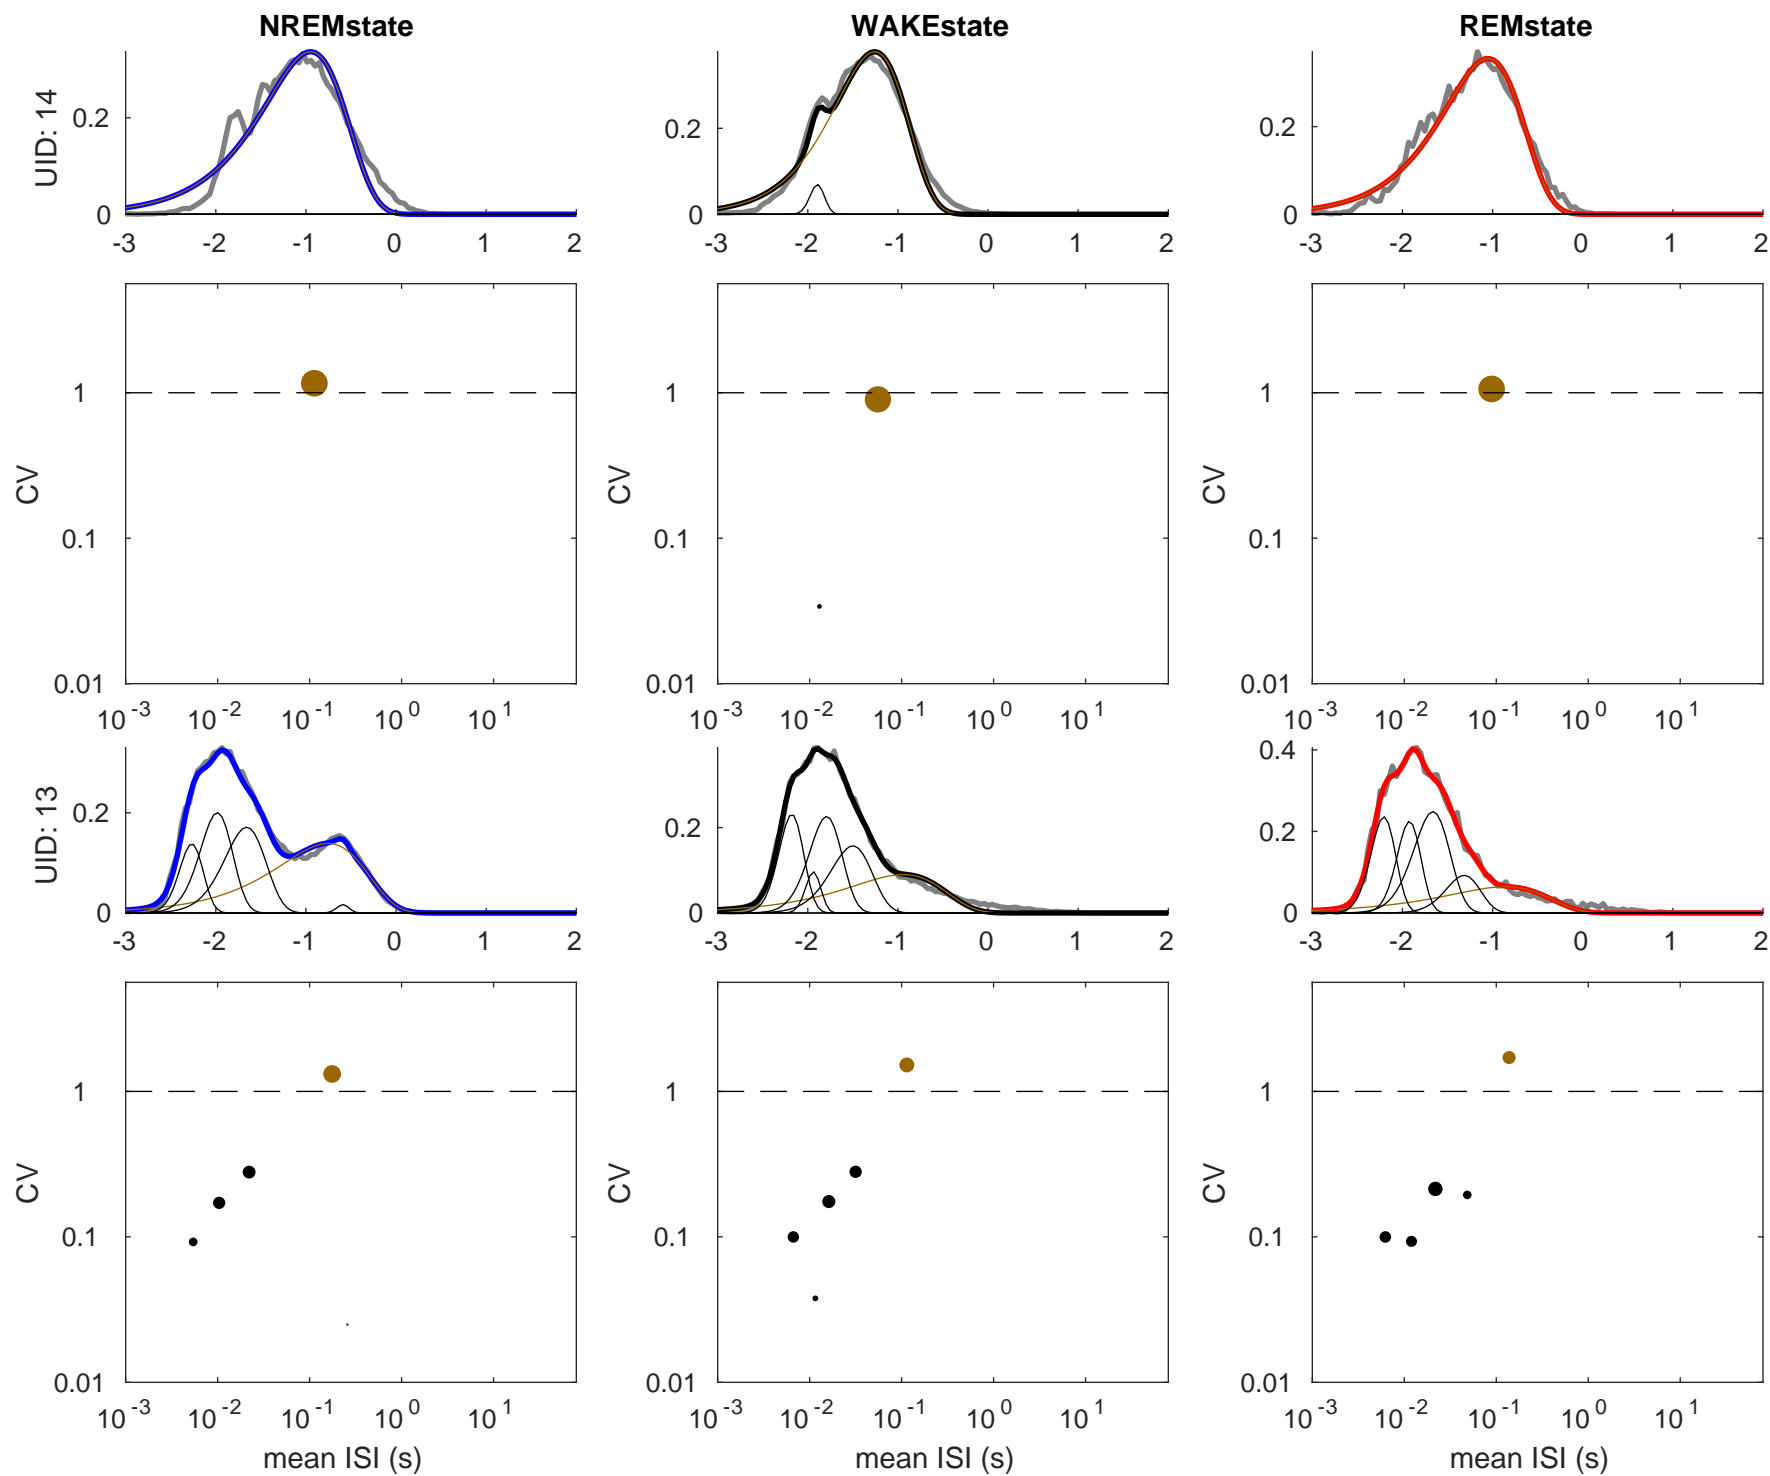 NREMstate WAKEstate REMstate
UID: 14
0.2 0.2 0.2
0 0 0
-3 -2 -1 0 1 2 -3 -2 -1 0 1 2 -3 -2 -1 0 1 2
CV CV CV
1 1 1
0.1 0.1 0.1
0.01 0.01 0.01
10^-3 10^-2 10^-1 10^0 10^1 10^-3 10^-2 10^-1 10^0 10^1 10^-3 10^-2 10^-1 10^0 10^1
UID: 13
0.4
0.2 0.2 0.2
0 0 0
-3 -2 -1 0 1 2 -3 -2 -1 0 1 2 -3 -2 -1 0 1 2
CV CV CV
1 1 1
0.1 0.1 0.1
0.01 0.01 0.01
10^-3 10^-2 10^-1 10^0 10^1 10^-3 10^-2 10^-1 10^0 10^1 10^-3 10^-2 10^-1 10^0 10^1
mean ISI (s) mean ISI (s) mean ISI (s)